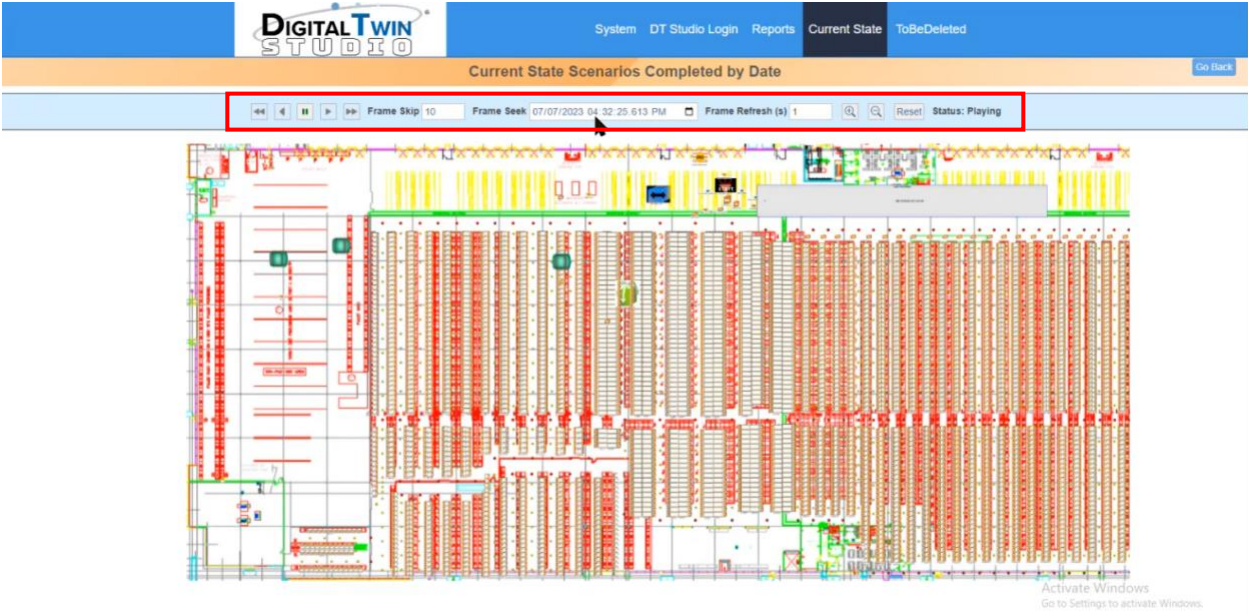 DIGITAL TWIN
STUDIO
System DT Studio Login Reports Current State ToBeDeleted
Current State Scenarios Completed by Date
Go Back
Frame Skip 10 Frame Seek 07/07/2023 04:32:25.613 PM Frame Refresh (s) 1 Reset Status: Playing
Activate Windows
Go to Settings to activate Windows.